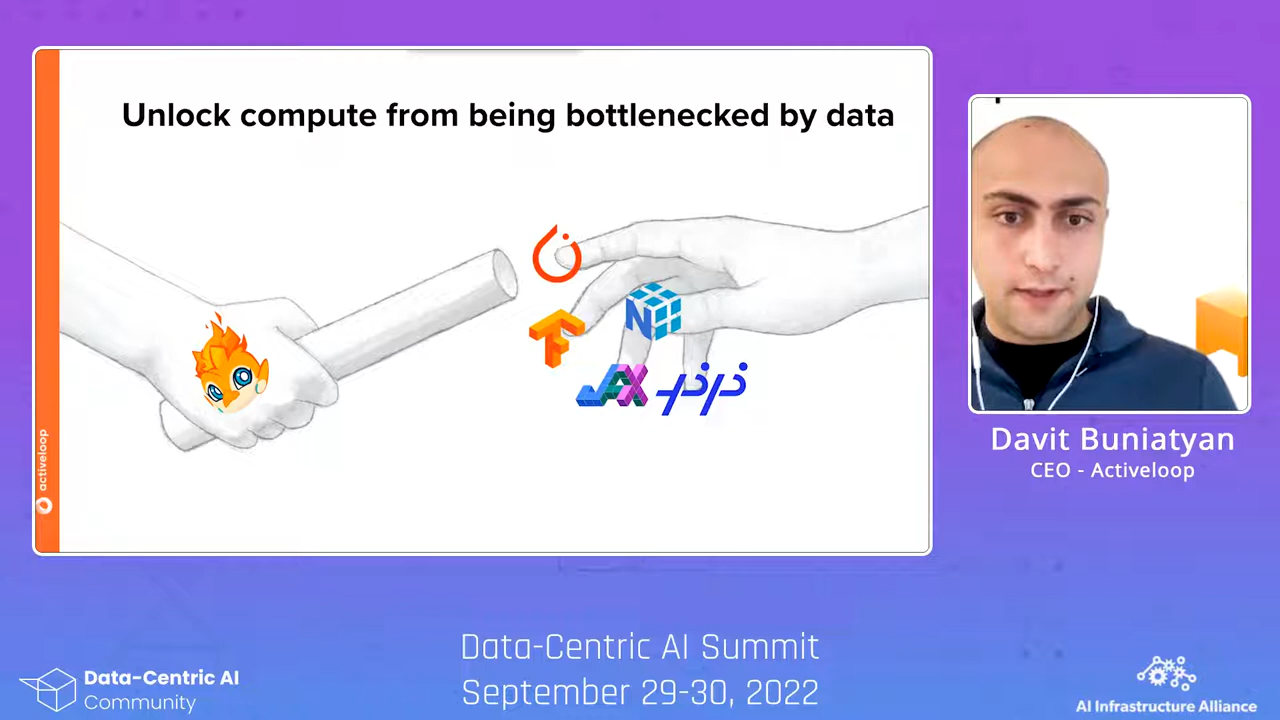 Unlock compute from being bottlenecked by data
N
JAX
activeloop
Davit Buniatyan
CEO - Activeloop
Data-Centric AI Summit
September 29-30, 2022
Data-Centric AI
Community
AI Infrastructure Alliance